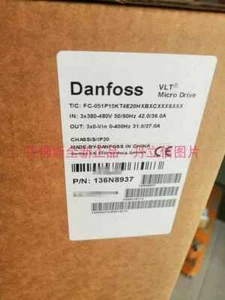 Danfoss
VLT®
Micro Drive
T/C: FC-051P15KT4E20HXBXCXXXSXXX
IN: 3x380-480V 50/60Hz 42.0/36.0A
OUT: 3x0-Vin 0-400Hz 31.0/27.0A
CHASSIS/IP20
MADE BY DANFOSS IN CHINA
CE
P/N: 136N8937